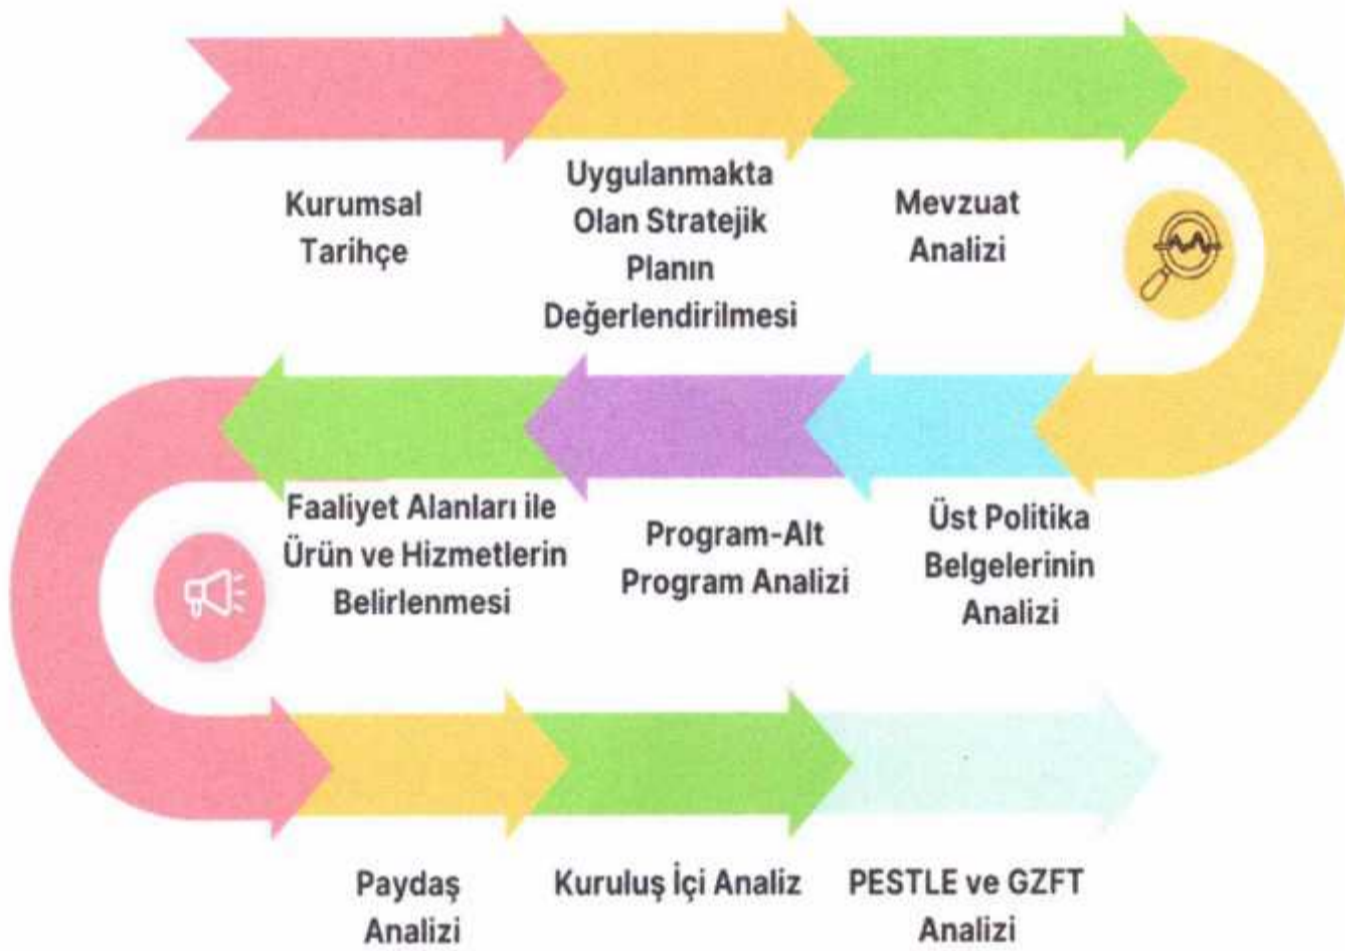 Kurumsal
Tarihçe
Uygulanmakta
Olan Stratejik
Planın
Değerlendirilmesi
Mevzuat
Analizi
Üst Politika
Belgelerinin
Analizi
Program-Alt
Program Analizi
Faaliyet Alanları ile
Ürün ve Hizmetlerin
Belirlenmesi
Paydaş
Analizi
Kuruluş İçi Analiz
PESTLE ve GZFT
Analizi